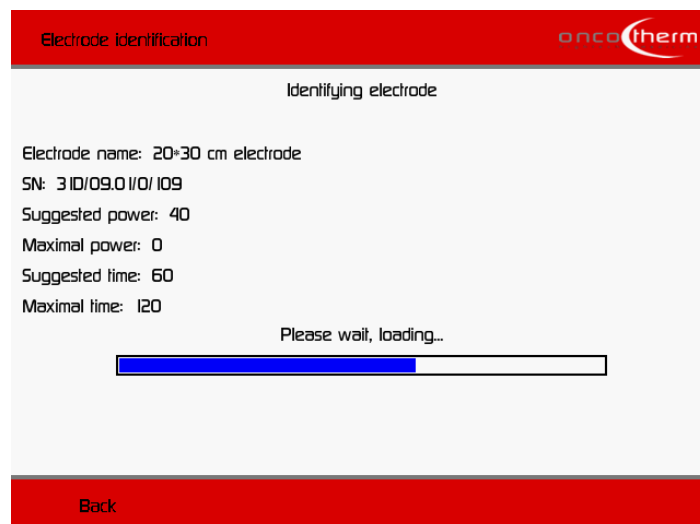 Electrode identification
oncotherm
Identifying electrode
Electrode name: 20*30 cm electrode
SN: 31D/09.01/0/109
Suggested power: 40
Maximal power: 0
Suggested time: 60
Maximal time: 120
Please wait, loading...
Back